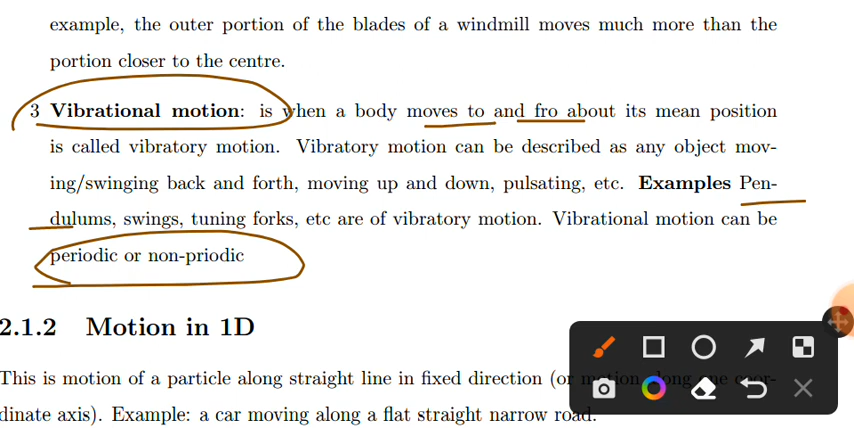 example, the outer portion of the blades of a windmill moves much more than the
portion closer to the centre.
3 Vibrational motion: is when a body moves to and fro about its mean position
is called vibratory motion. Vibratory motion can be described as any object mov-
ing/swinging back and forth, moving up and down, pulsating, etc. Examples Pen-
dulums, swings, tuning forks, etc are of vibratory motion. Vibrational motion can be
periodic or non-priodic
2.1.2 Motion in 1D
This is motion of a particle along straight line in fixed direction (or motion along one coor-
dinate axis). Example: a car moving along a flat straight narrow road.